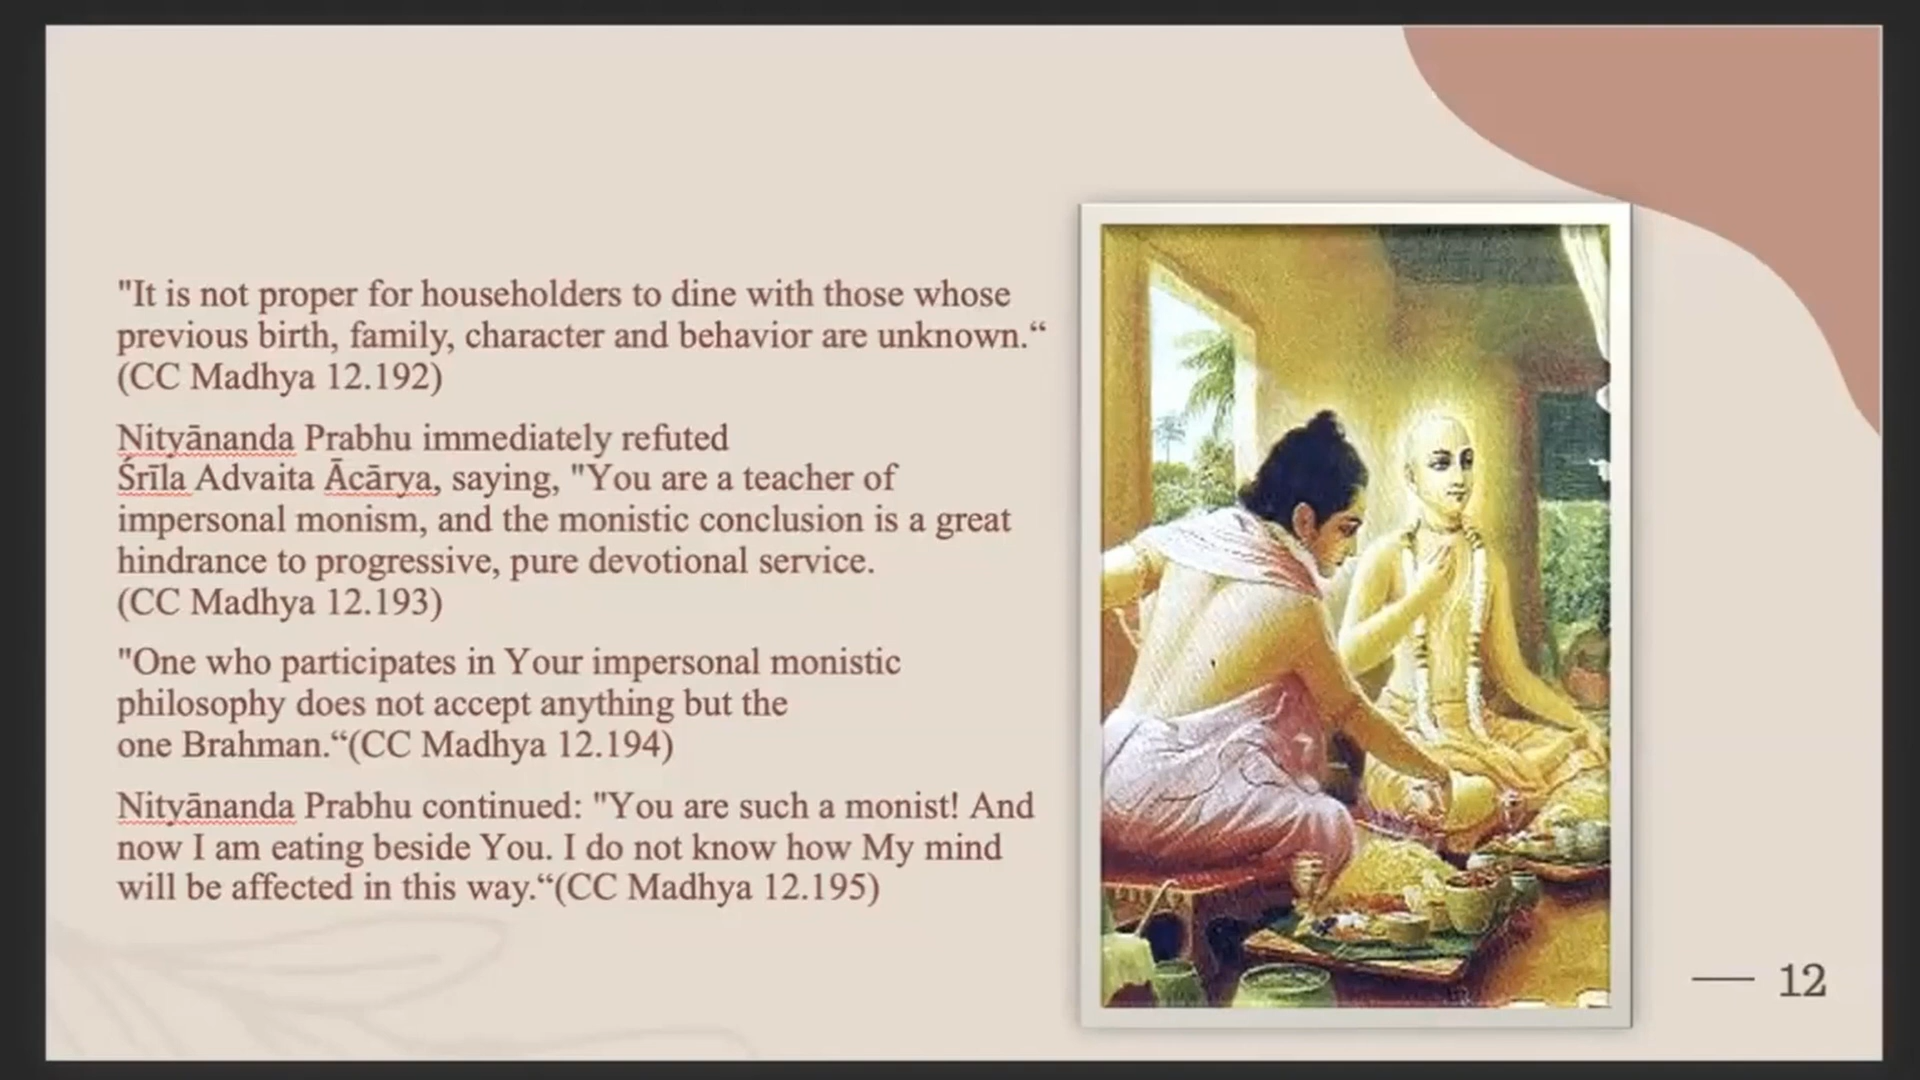 "It is not proper for householders to dine with those whose
previous birth, family, character and behavior are unknown.“
(CC Madhya 12.192)
Nityānanda Prabhu immediately refuted
Śrīla Advaita Ācārya, saying, "You are a teacher of
impersonal monism, and the monistic conclusion is a great
hindrance to progressive, pure devotional service.
(CC Madhya 12.193)
"One who participates in Your impersonal monistic
philosophy does not accept anything but the
one Brahman.“(CC Madhya 12.194)
Nityānanda Prabhu continued: "You are such a monist! And
now I am eating beside You. I do not know how My mind
will be affected in this way.“(CC Madhya 12.195)
12